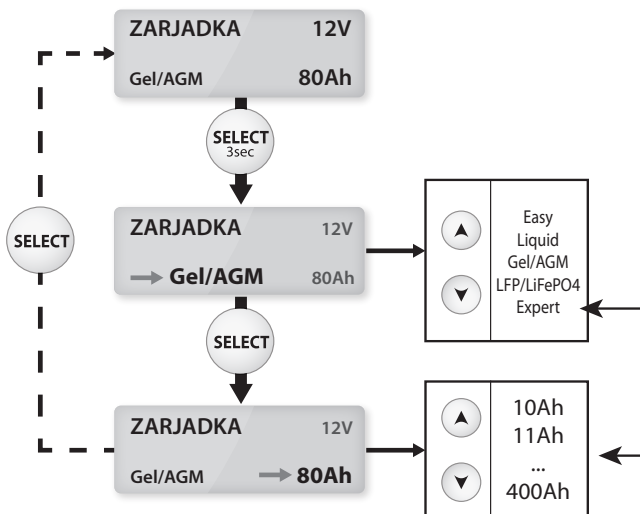 ZARJADKA 12V
Gel/AGM 80Ah
SELECT
3sec
SELECT
ZARJADKA 12V
Gel/AGM 80Ah
Easy
Liquid
Gel/AGM
LFP/LiFePO4
Expert
SELECT
ZARJADKA 12V
Gel/AGM 80Ah
10Ah
11Ah
...
400Ah